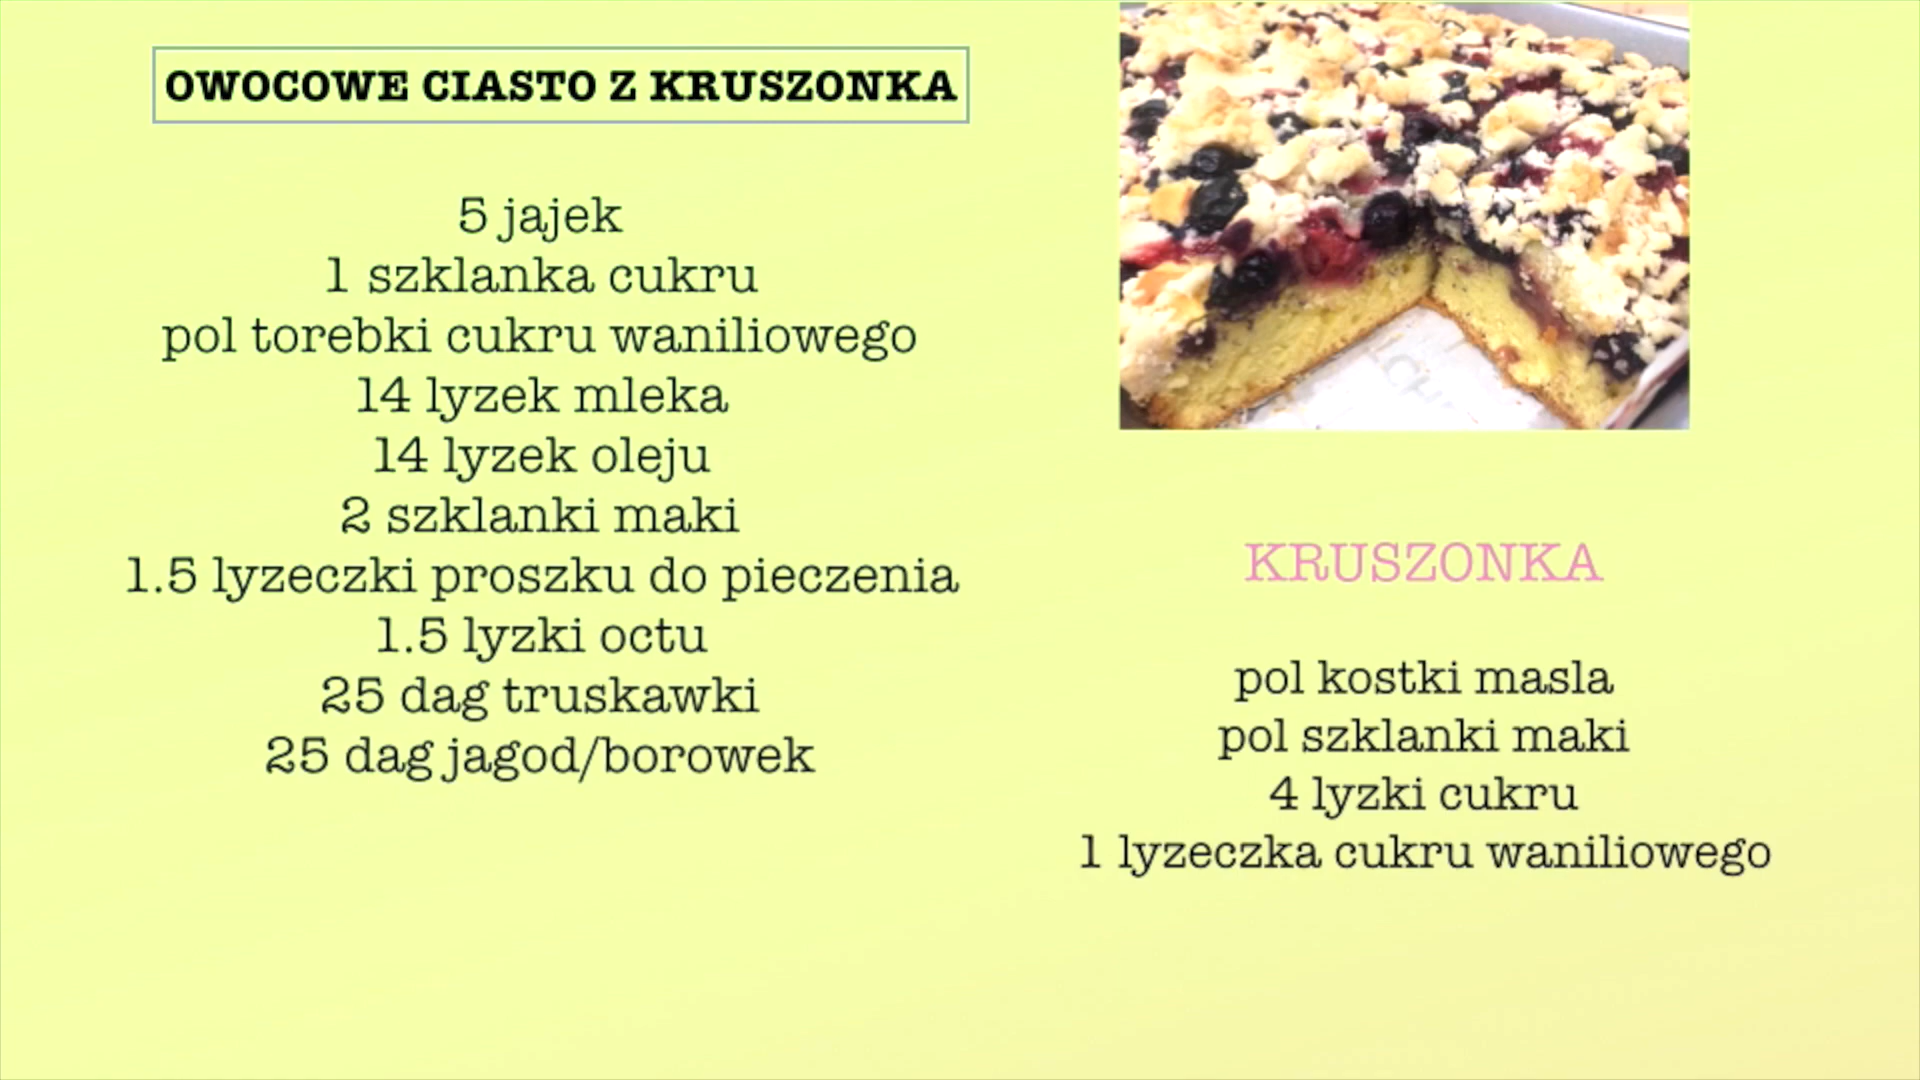 OWOCOWE CIASTO Z KRUSZONKA
5 jajek
1 szklanka cukru
pol torebki cukru waniliowego
14 lyzek mleka
14 lyzek oleju
2 szklanki maki
1.5 lyzeczki proszku do pieczenia
1.5 lyzki octu
25 dag truskawki
25 dag jagod/borowek
KRUSZONKA
pol kostki masla
pol szklanki maki
4 lyzki cukru
1 lyzeczka cukru waniliowego